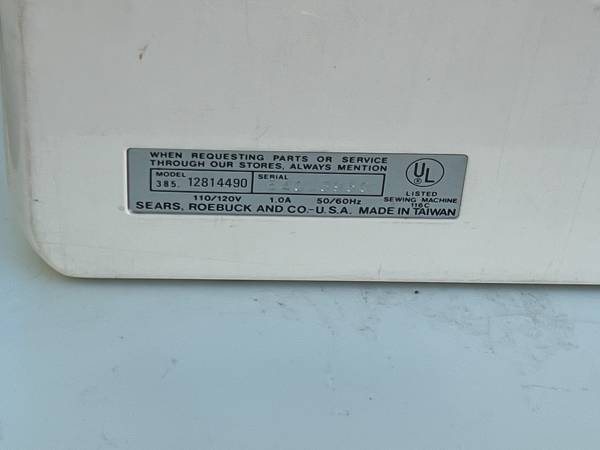 WHEN REQUESTING PARTS OR SERVICE
THROUGH OUR STORES, ALWAYS MENTION
MODEL SERIAL
385. 12814490
110/120V 1.0A 50/60Hz
SEARS, ROEBUCK AND CO.-U.S.A. MADE IN TAIWAN
UL
LISTED
SEWING MACHINE
116C